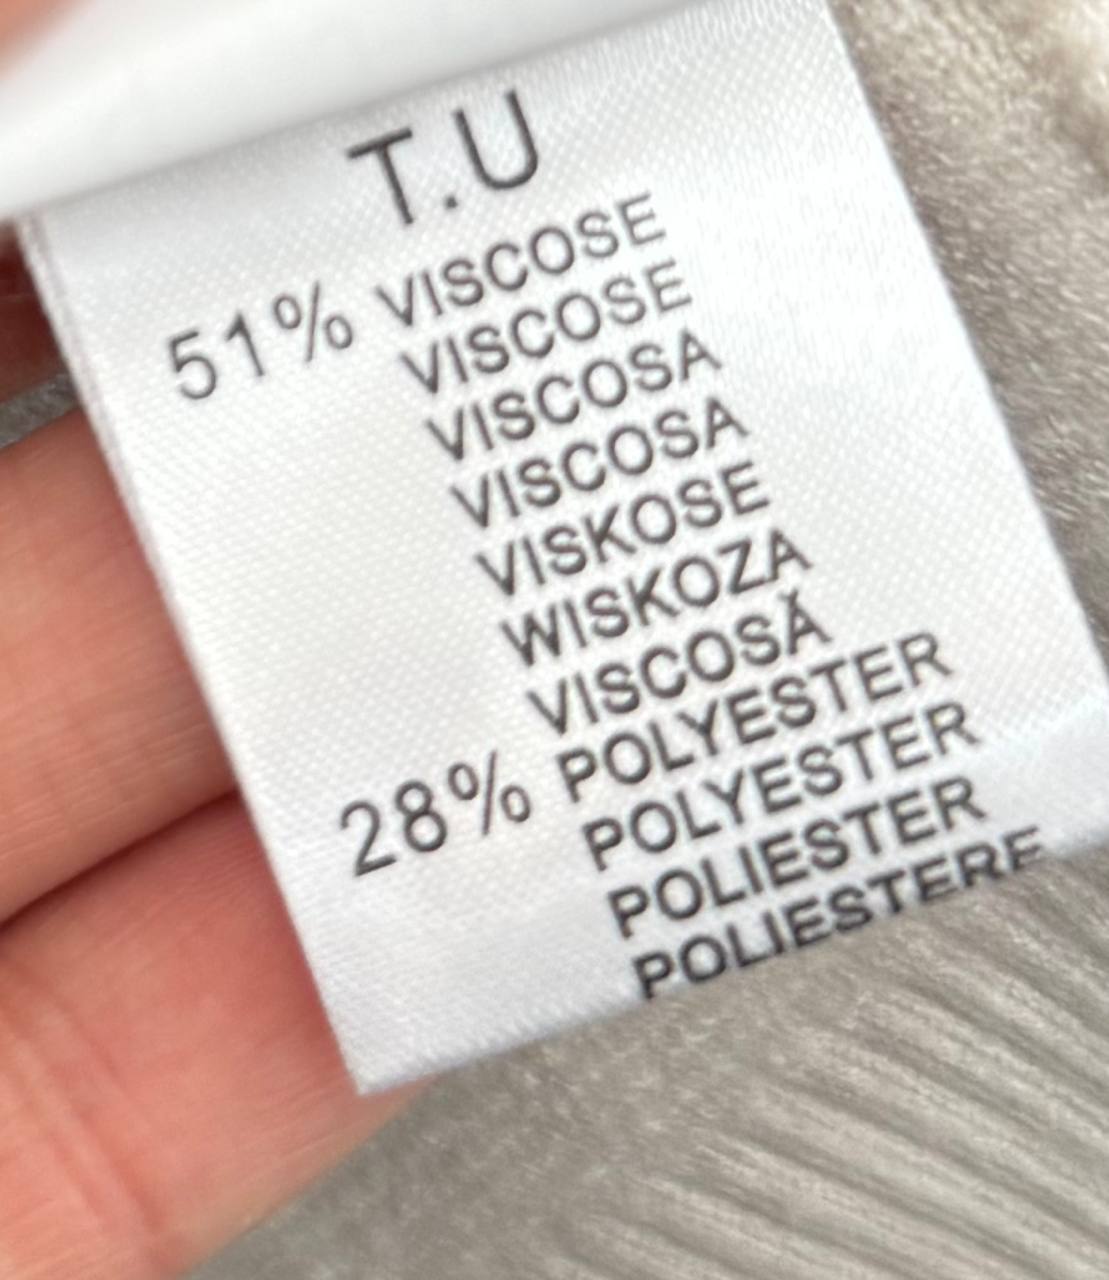 T.U
51% VISCOSE
VISCOSE
VISCOSA
VISCOSA
VISKOSE
WISKOZA
VISCOSĂ
28% POLYESTER
POLYESTER
POLIESTER
POLIESTERE